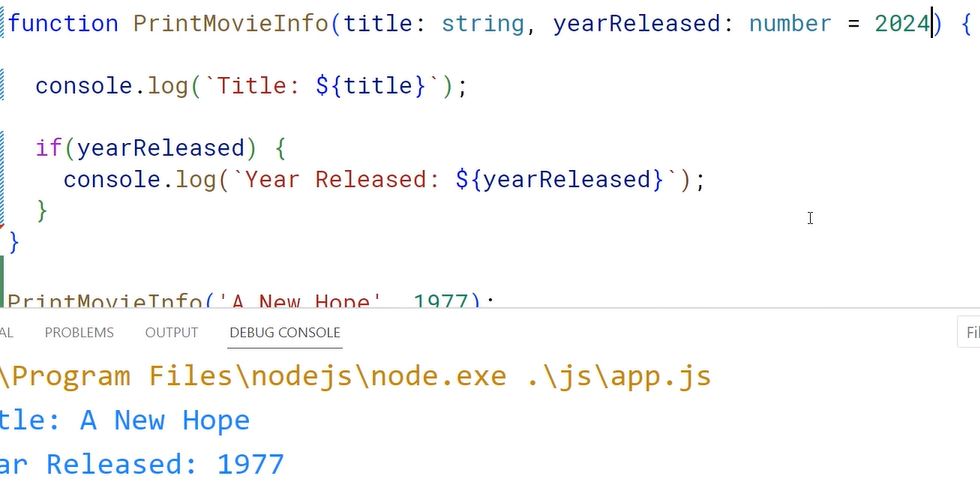 function PrintMovieInfo(title: string, yearReleased: number = 2024) {
console.log(`Title: ${title}`);
if(yearReleased) {
console.log(`Year Released: ${yearReleased}`);
}
}
PrintMovieInfo('A New Hope', 1977);
AL PROBLEMS OUTPUT DEBUG CONSOLE Fil
\Program Files\nodejs\node.exe .\js\app.js
tle: A New Hope
ar Released: 1977